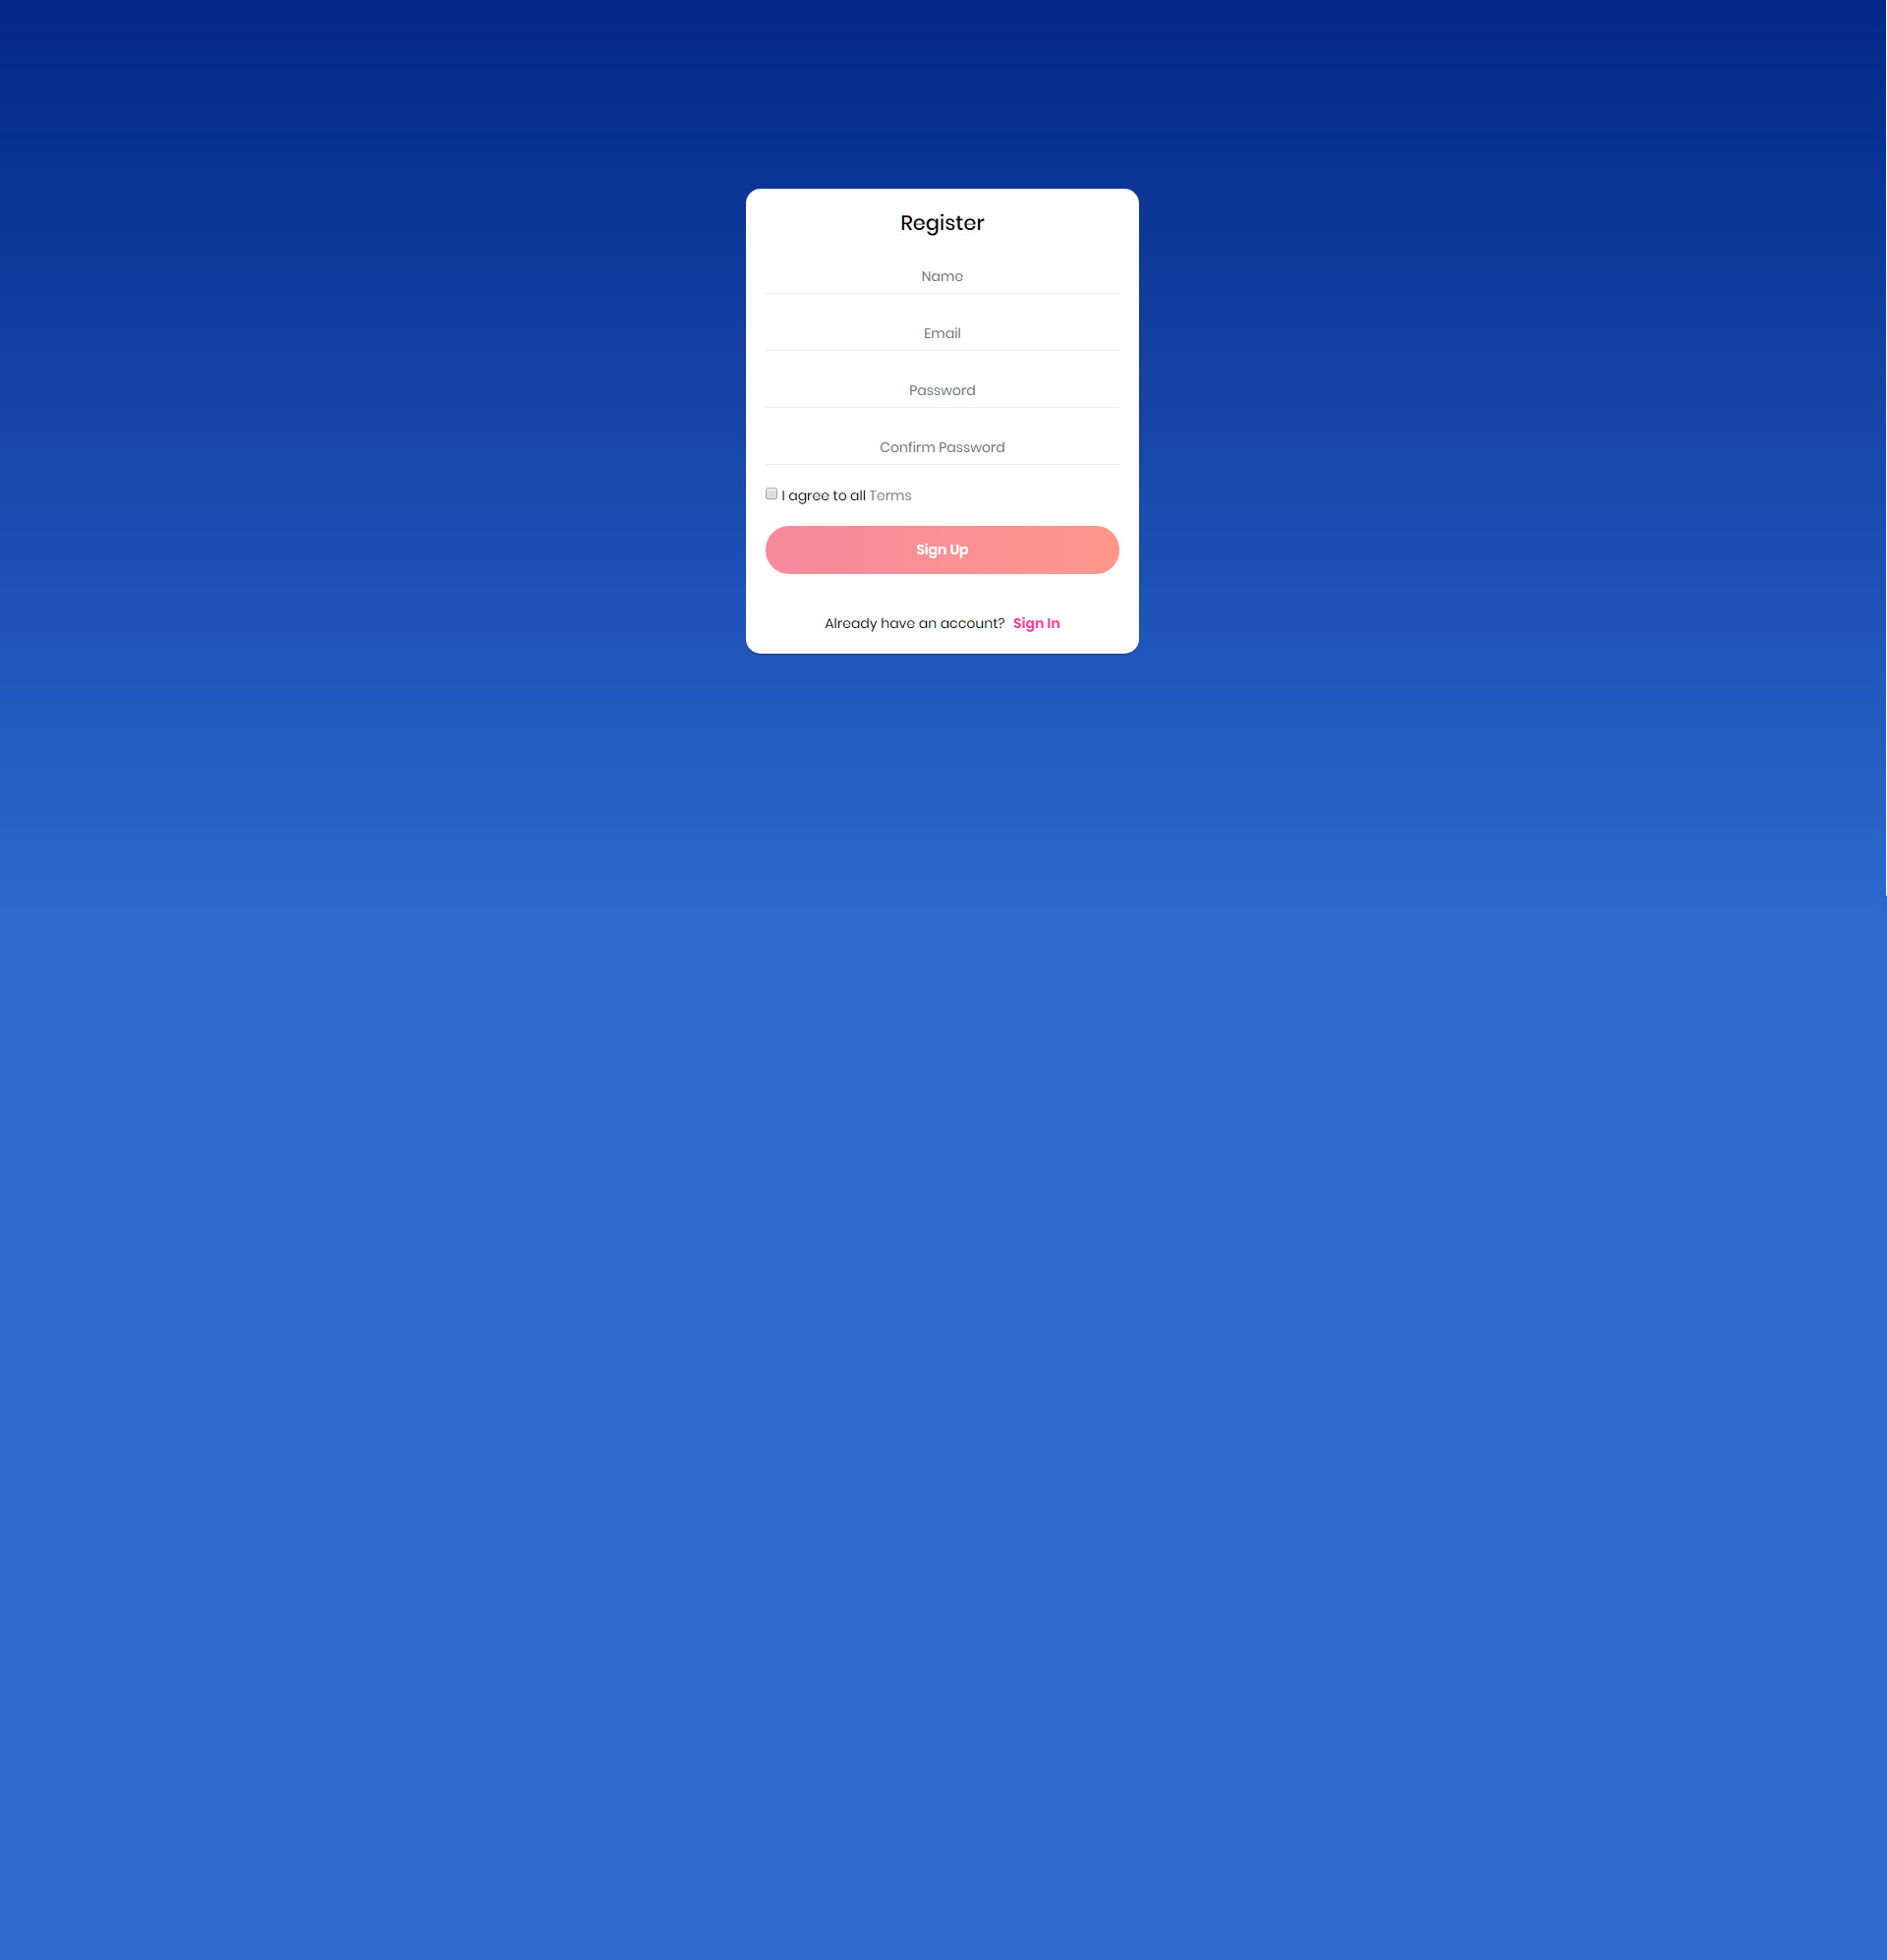 Register
Name
Email
Password
Confirm Password
I agree to all Terms
Sign Up
Already have an account? Sign In